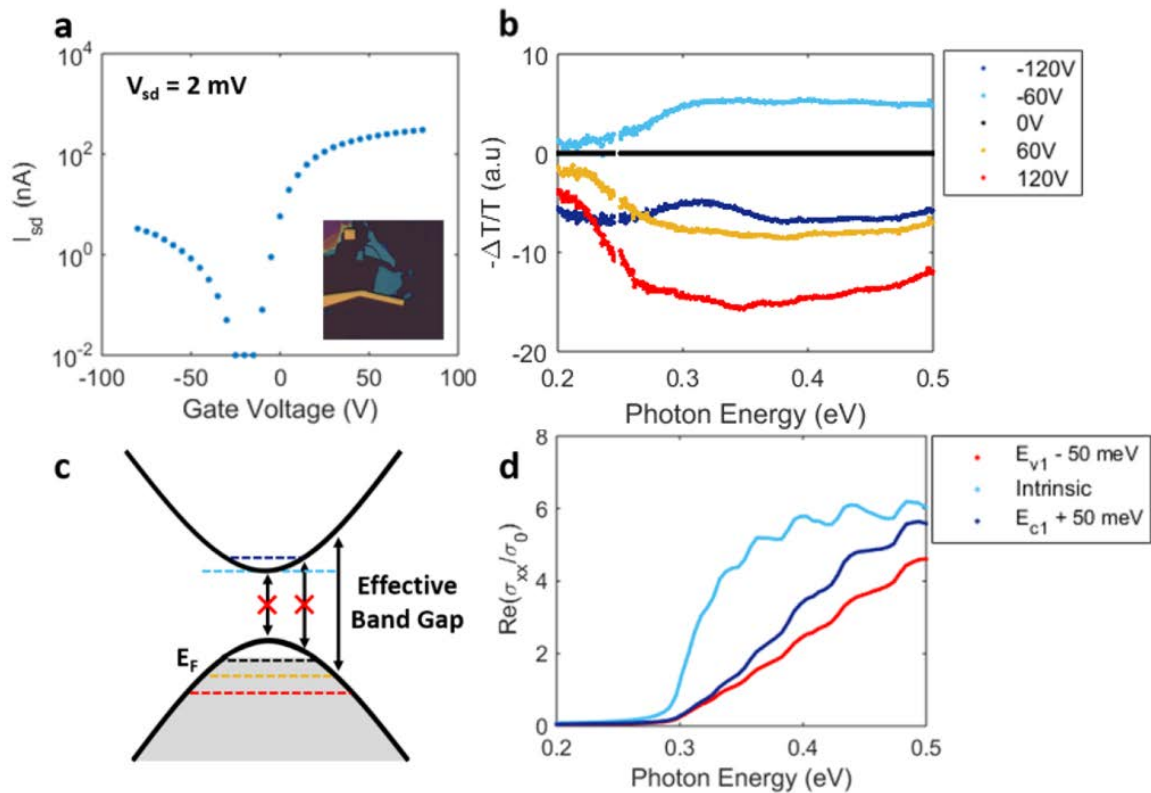 a
V_sd = 2 mV
I_sd (nA)
10^4
10^2
10^0
10^-2
-100
-50
0
50
100
Gate Voltage (V)
b
-ΔT/T (a.u)
10
0
-10
-20
0.2
0.3
0.4
0.5
Photon Energy (eV)
-120V
-60V
0V
60V
120V
c
E_F
Effective
Band Gap
d
Re(σ_xx/σ_0)
8
6
4
2
0
0.2
0.3
0.4
0.5
Photon Energy (eV)
E_v1 - 50 meV
Intrinsic
E_c1 + 50 meV